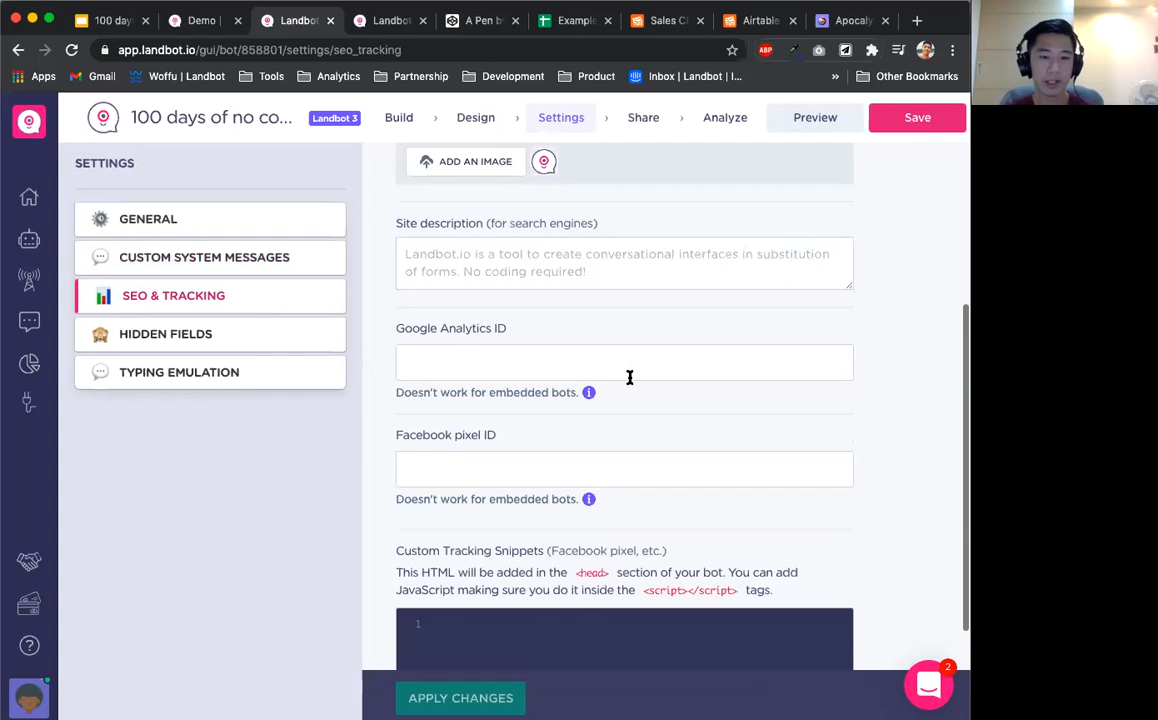 100 day
Demo |
Landbot
Landbot
A Pen by
Example
Sales C
Airtable
Apocaly
app.landbot.io/gui/bot/858801/settings/seo_tracking
ABP
Apps
Gmail
Woffu | Landbot
Tools
Analytics
Partnership
Development
Product
Inbox | Landbot | I...
»
Other Bookmarks
100 days of no co...
Landbot 3
Build
Design
Settings
Share
Analyze
Preview
Save
SETTINGS
GENERAL
CUSTOM SYSTEM MESSAGES
SEO & TRACKING
HIDDEN FIELDS
TYPING EMULATION
ADD AN IMAGE
Site description (for search engines)
Landbot.io is a tool to create conversational interfaces in substitution
of forms. No coding required!
Google Analytics ID
Doesn't work for embedded bots. i
Facebook pixel ID
Doesn't work for embedded bots. i
Custom Tracking Snippets (Facebook pixel, etc.)
This HTML will be added in the <head> section of your bot. You can add
JavaScript making sure you do it inside the <script></script> tags.
1
APPLY CHANGES
2